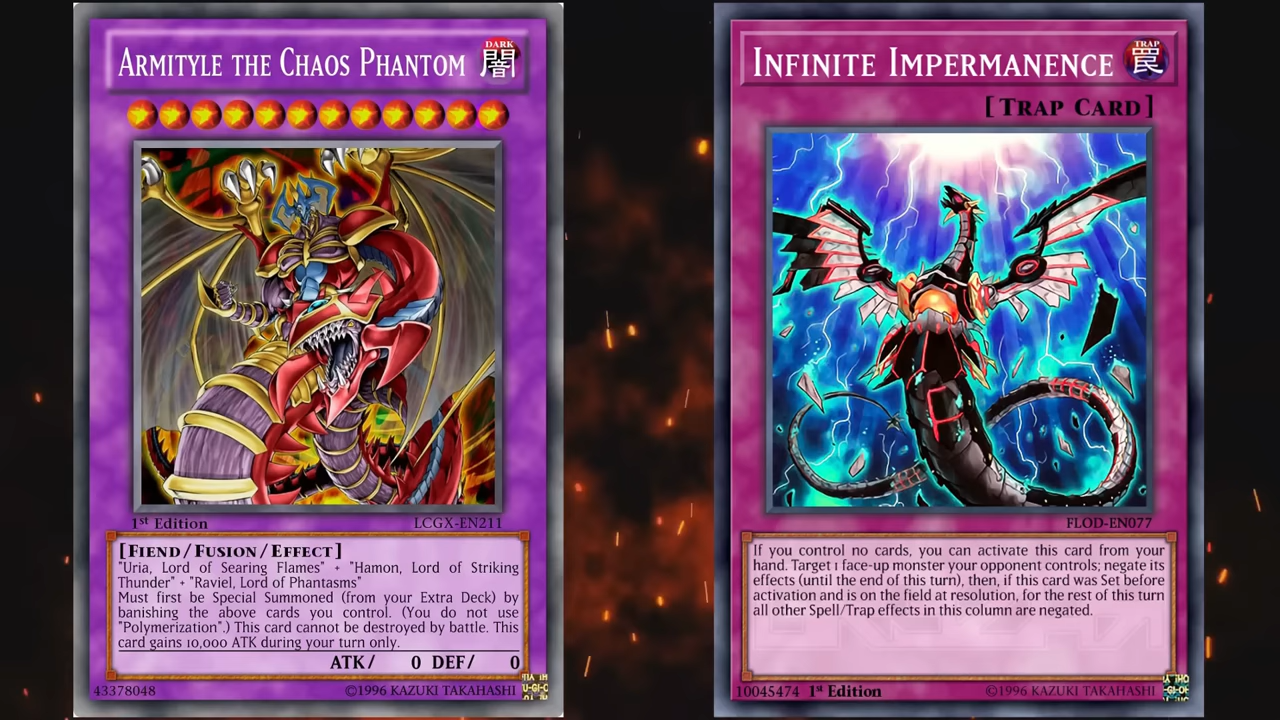 ARMITYLE THE CHAOS PHANTOM
DARK
闇
1st Edition
LCGX-EN211
[FIEND/FUSION/EFFECT]
"Uria, Lord of Searing Flames" + "Hamon, Lord of Striking
Thunder" + "Raviel, Lord of Phantasms"
Must first be Special Summoned (from your Extra Deck) by
banishing the above cards you control. (You do not use
"Polymerization".) This card cannot be destroyed by battle. This
card gains 10,000 ATK during your turn only.
ATK/ 0 DEF/ 0
43378048
©1996 KAZUKI TAKAHASHI
INFINITE IMPERMANENCE
TRAP
罠
[TRAP CARD]
FLOD-EN077
If you control no cards, you can activate this card from your
hand. Target 1 face-up monster your opponent controls; negate its
effects (until the end of this turn), then, if this card was Set before
activation and is on the field at resolution, for the rest of this turn
all other Spell/Trap effects in this column are negated.
10045474 1st Edition
©1996 KAZUKI TAKAHASHI